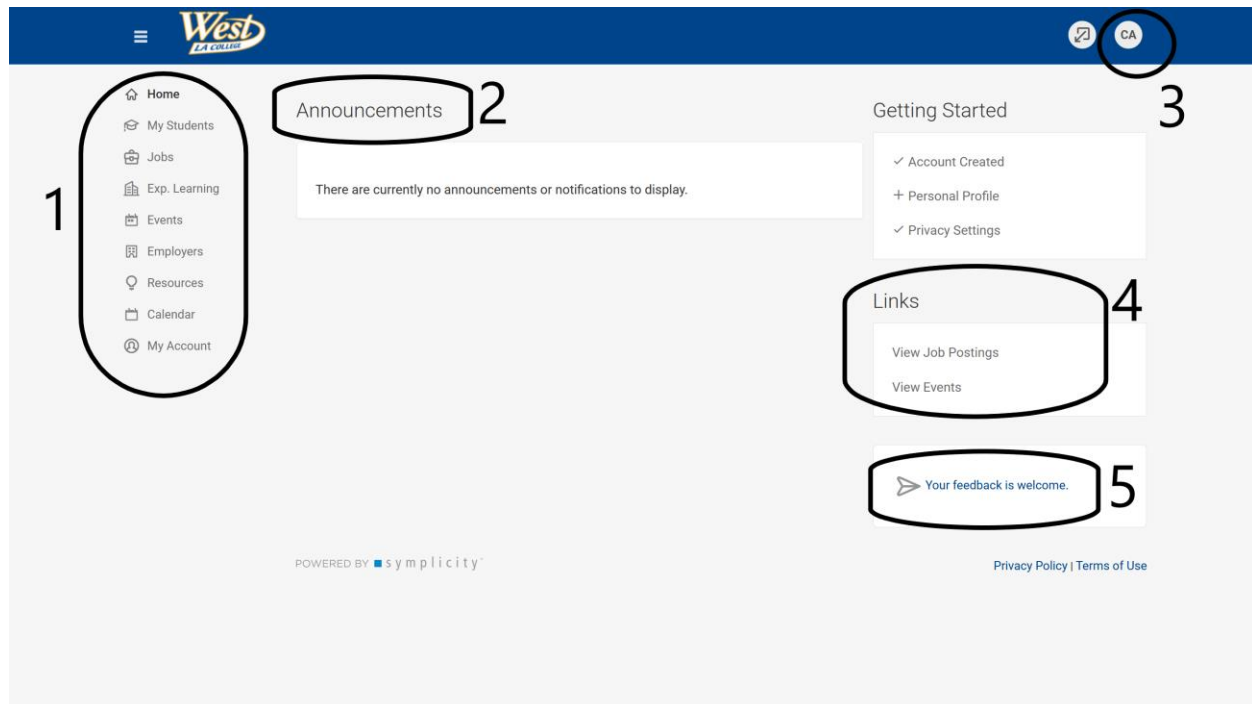 West
LA COLLEGE
CA
3
1
Home
My Students
Jobs
Exp. Learning
Events
Employers
Resources
Calendar
My Account
Announcements
2
There are currently no announcements or notifications to display.
Getting Started
Account Created
Personal Profile
Privacy Settings
Links
4
View Job Postings
View Events
Your feedback is welcome.
5
POWERED BY symplicity
Privacy Policy | Terms of Use